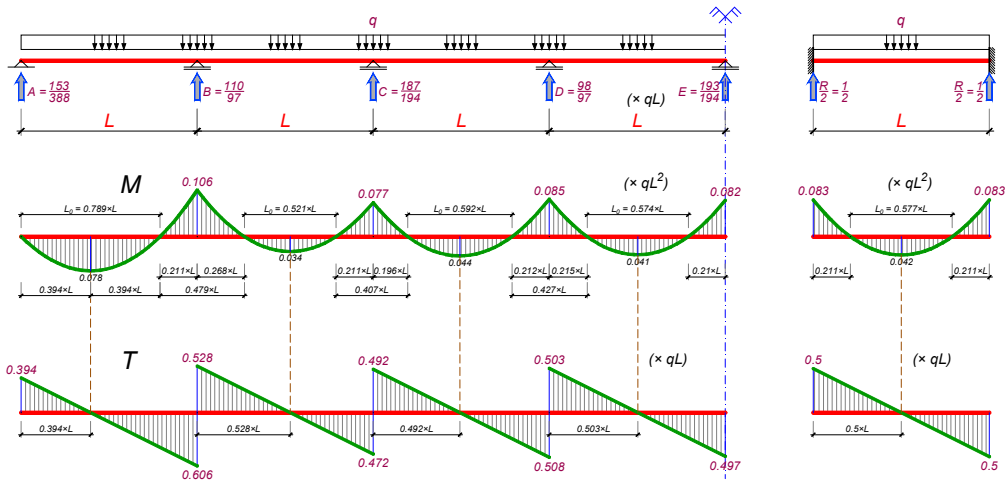 q q
A = 153/388 B = 110/97 C = 187/194 D = 98/97 (× qL) E = 193/194 R/2 = 1/2 R/2 = 1/2
L L L L L
M 0.106 0.077 0.085 (× qL²) 0.082 0.083 (× qL²) 0.083
L₀ = 0.789×L L₀ = 0.521×L L₀ = 0.592×L L₀ = 0.574×L L₀ = 0.577×L
0.078 0.034 0.044 0.041 0.042
0.211×L 0.268×L 0.211×L 0.196×L 0.212×L 0.215×L 0.21×L 0.211×L 0.211×L
0.394×L 0.394×L 0.479×L 0.407×L 0.427×L
T 0.394 0.528 0.492 0.503 (× qL) 0.5 (× qL)
0.394×L 0.528×L 0.492×L 0.503×L 0.5×L
0.606 0.472 0.508 0.497 0.5